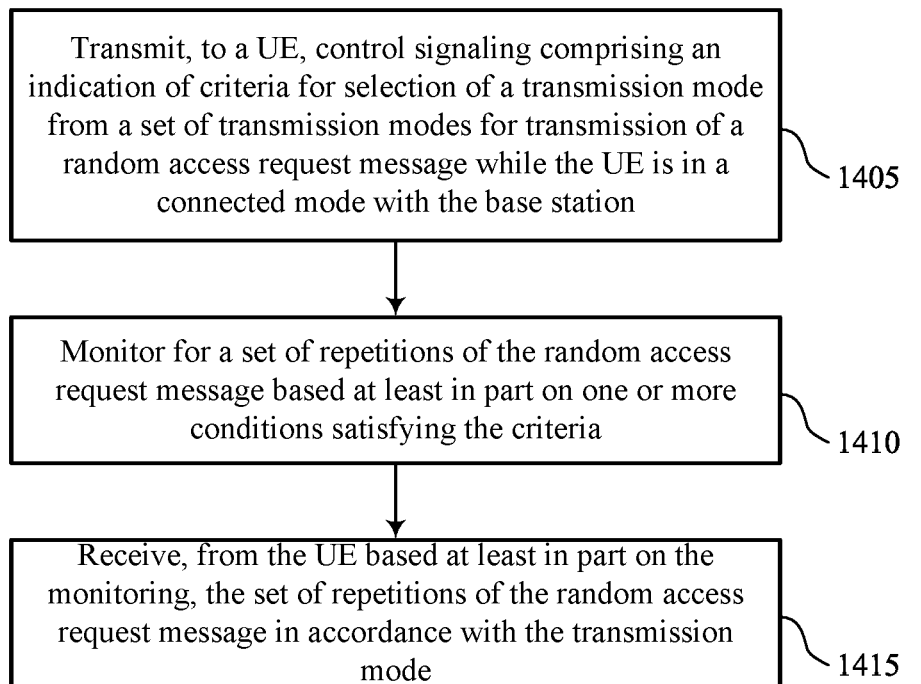 Transmit, to a UE, control signaling comprising an
indication of criteria for selection of a transmission mode
from a set of transmission modes for transmission of a
random access request message while the UE is in a
connected mode with the base station
1405
Monitor for a set of repetitions of the random access
request message based at least in part on one or more
conditions satisfying the criteria
1410
Receive, from the UE based at least in part on the
monitoring, the set of repetitions of the random access
request message in accordance with the transmission
mode
1415